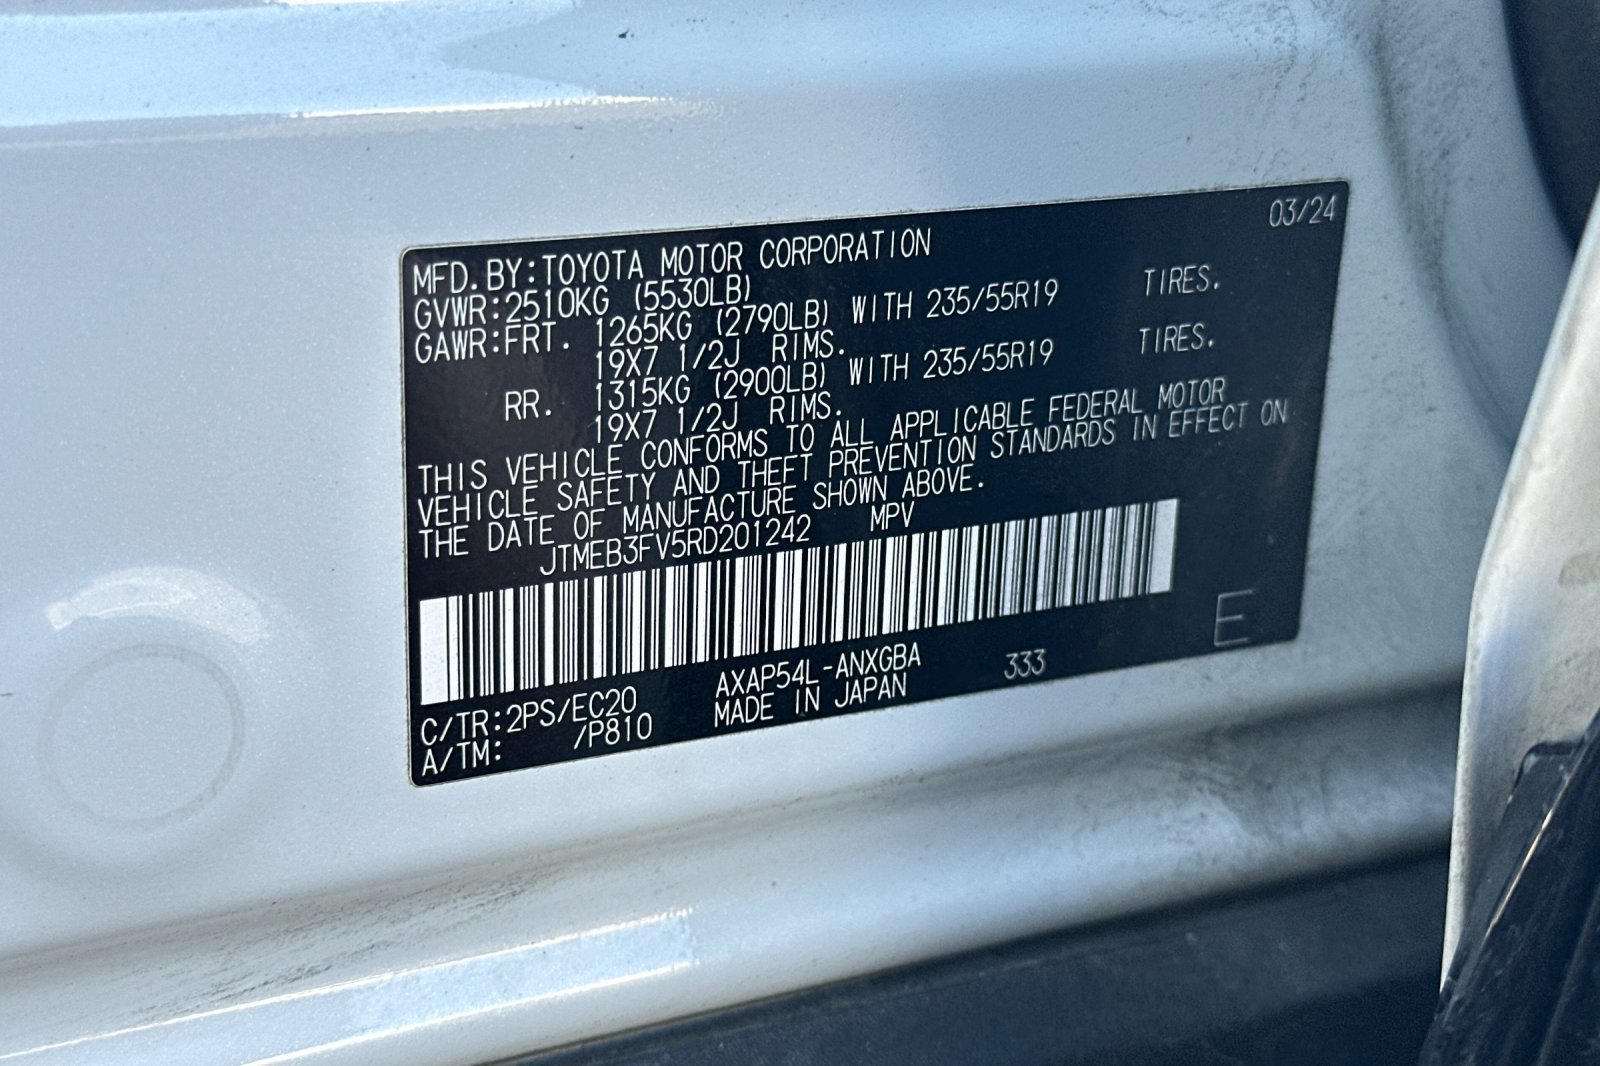 03/24
MFD.BY:TOYOTA MOTOR CORPORATION
GVWR:2510KG (5530LB)
GAWR:FRT. 1265KG (2790LB) WITH 235/55R19 TIRES.
19X7 1/2J RIMS.
RR. 1315KG (2900LB) WITH 235/55R19 TIRES.
19X7 1/2J RIMS.
THIS VEHICLE CONFORMS TO ALL APPLICABLE FEDERAL MOTOR
VEHICLE SAFETY AND THEFT PREVENTION STANDARDS IN EFFECT ON
THE DATE OF MANUFACTURE SHOWN ABOVE.
JTMEB3FV5RD201242 MPV
E
C/TR:2PS/EC20 AXAP54L-ANXGBA 333
A/TM: /P810 MADE IN JAPAN